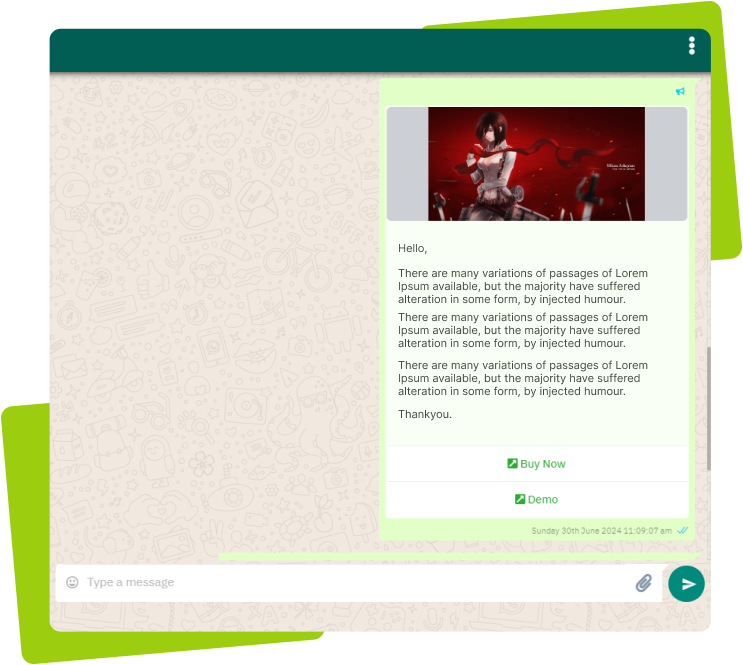 Hello,
There are many variations of passages of Lorem
Ipsum available, but the majority have suffered
alteration in some form, by injected humour.
There are many variations of passages of Lorem
Ipsum available, but the majority have suffered
alteration in some form, by injected humour.
There are many variations of passages of Lorem
Ipsum available, but the majority have suffered
alteration in some form, by injected humour.
Thankyou.
Buy Now
Demo
Sunday 30th June 2024 11:09:07 am
Type a message